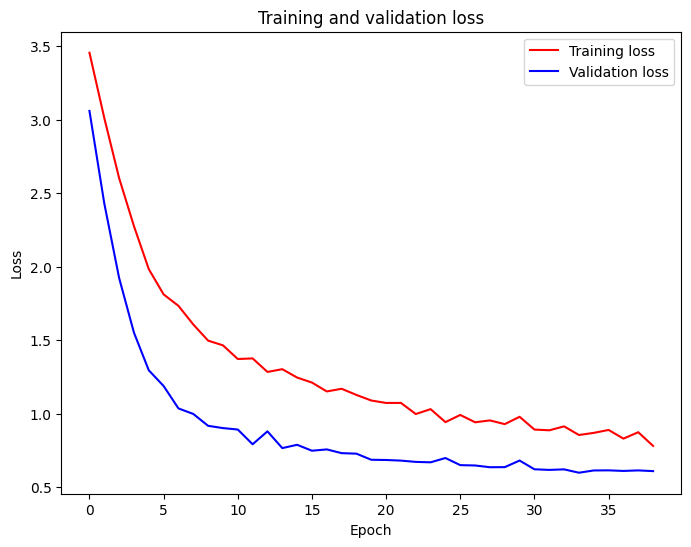 Training and validation loss
Training loss
Validation loss
3.5
3.0
2.5
2.0
1.5
1.0
0.5
Loss
0 5 10 15 20 25 30 35
Epoch